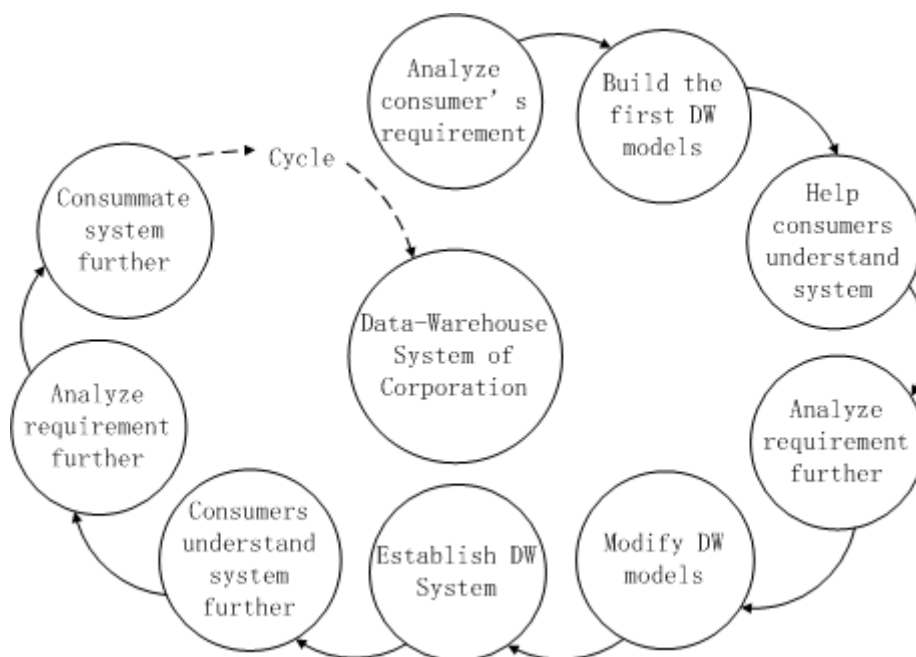 Analyze
consumer's
requirement
Build the
first DW
models
Help
consumers
understand
system
Analyze
requirement
further
Modify DW
models
Establish DW
System
Consumers
understand
system
further
Analyze
requirement
further
Consummate
system
further
Cycle
Data-Warehouse
System of
Corporation